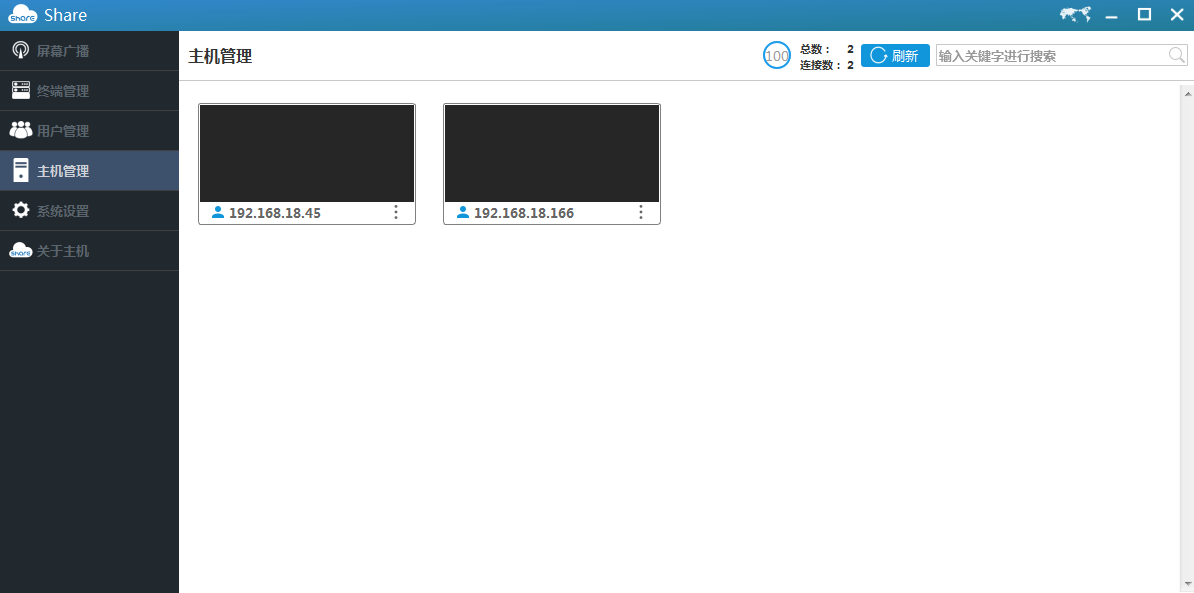 share Share
屏幕广播
终端管理
用户管理
主机管理
系统设置
share 关于主机
主机管理
100
总数： 2
连接数： 2
刷新
输入关键字进行搜索
192.168.18.45
192.168.18.166